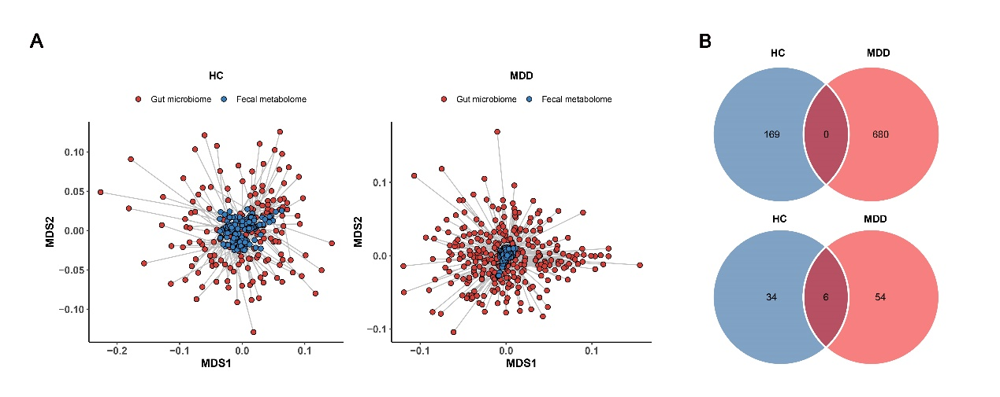 A
B
HC
MDD
Gut microbiome
Fecal metabolome
Gut microbiome
Fecal metabolome
MDS2
0.10
0.05
0.00
−0.05
−0.10
−0.2
−0.1
0.0
0.1
MDS1
MDS2
0.1
0.0
−0.1
−0.1
0.0
0.1
MDS1
HC
MDD
169
0
680
HC
MDD
34
6
54